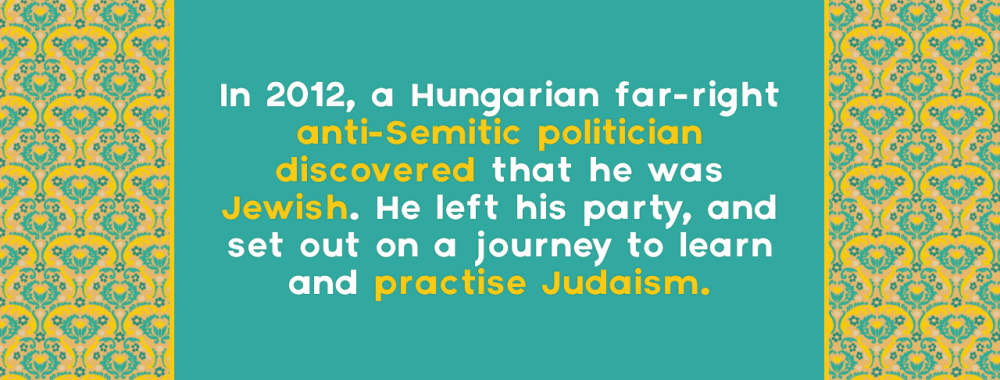 In 2012, a Hungarian far-right
anti-Semitic politician
discovered that he was
Jewish. He left his party, and
set out on a journey to learn
and practise Judaism.